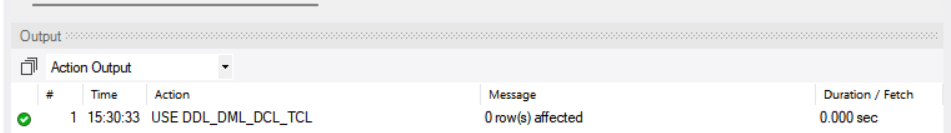 Output
Action Output
# Time Action Message Duration / Fetch
1 15:30:33 USE DDL_DML_DCL_TCL 0 row(s) affected 0.000 sec